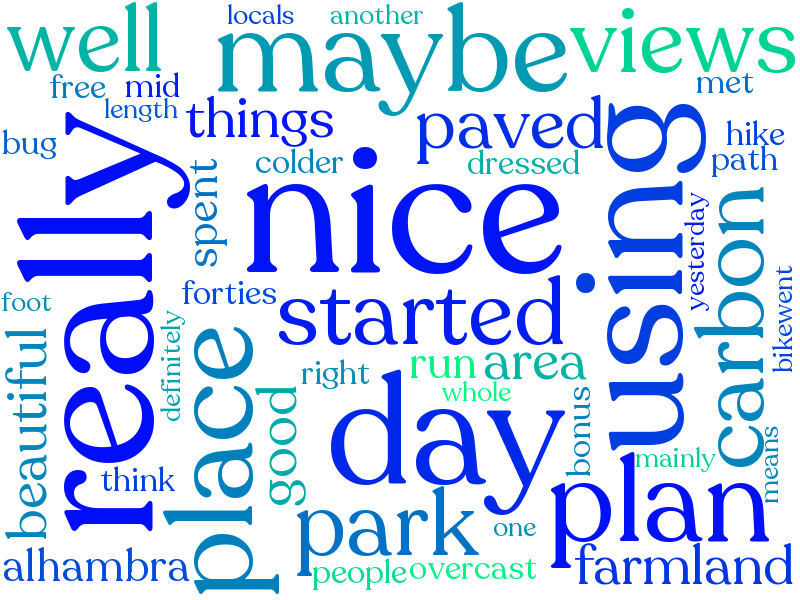 locals
another
well
maybe
views
free
mid
met
length
things
paved
bug
hike
colder
dressed
path
really
spent
nice
using
yesterday
carbon
forties
started
foot
bikewent
definitely
beautiful
place
right
run
area
whole
good
day
bonus
mainly
means
think
plan
park
one
alhambra
people
overcast
farmland